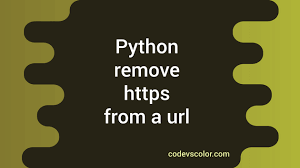 Python
remove
https
from a url
codevscolor.com